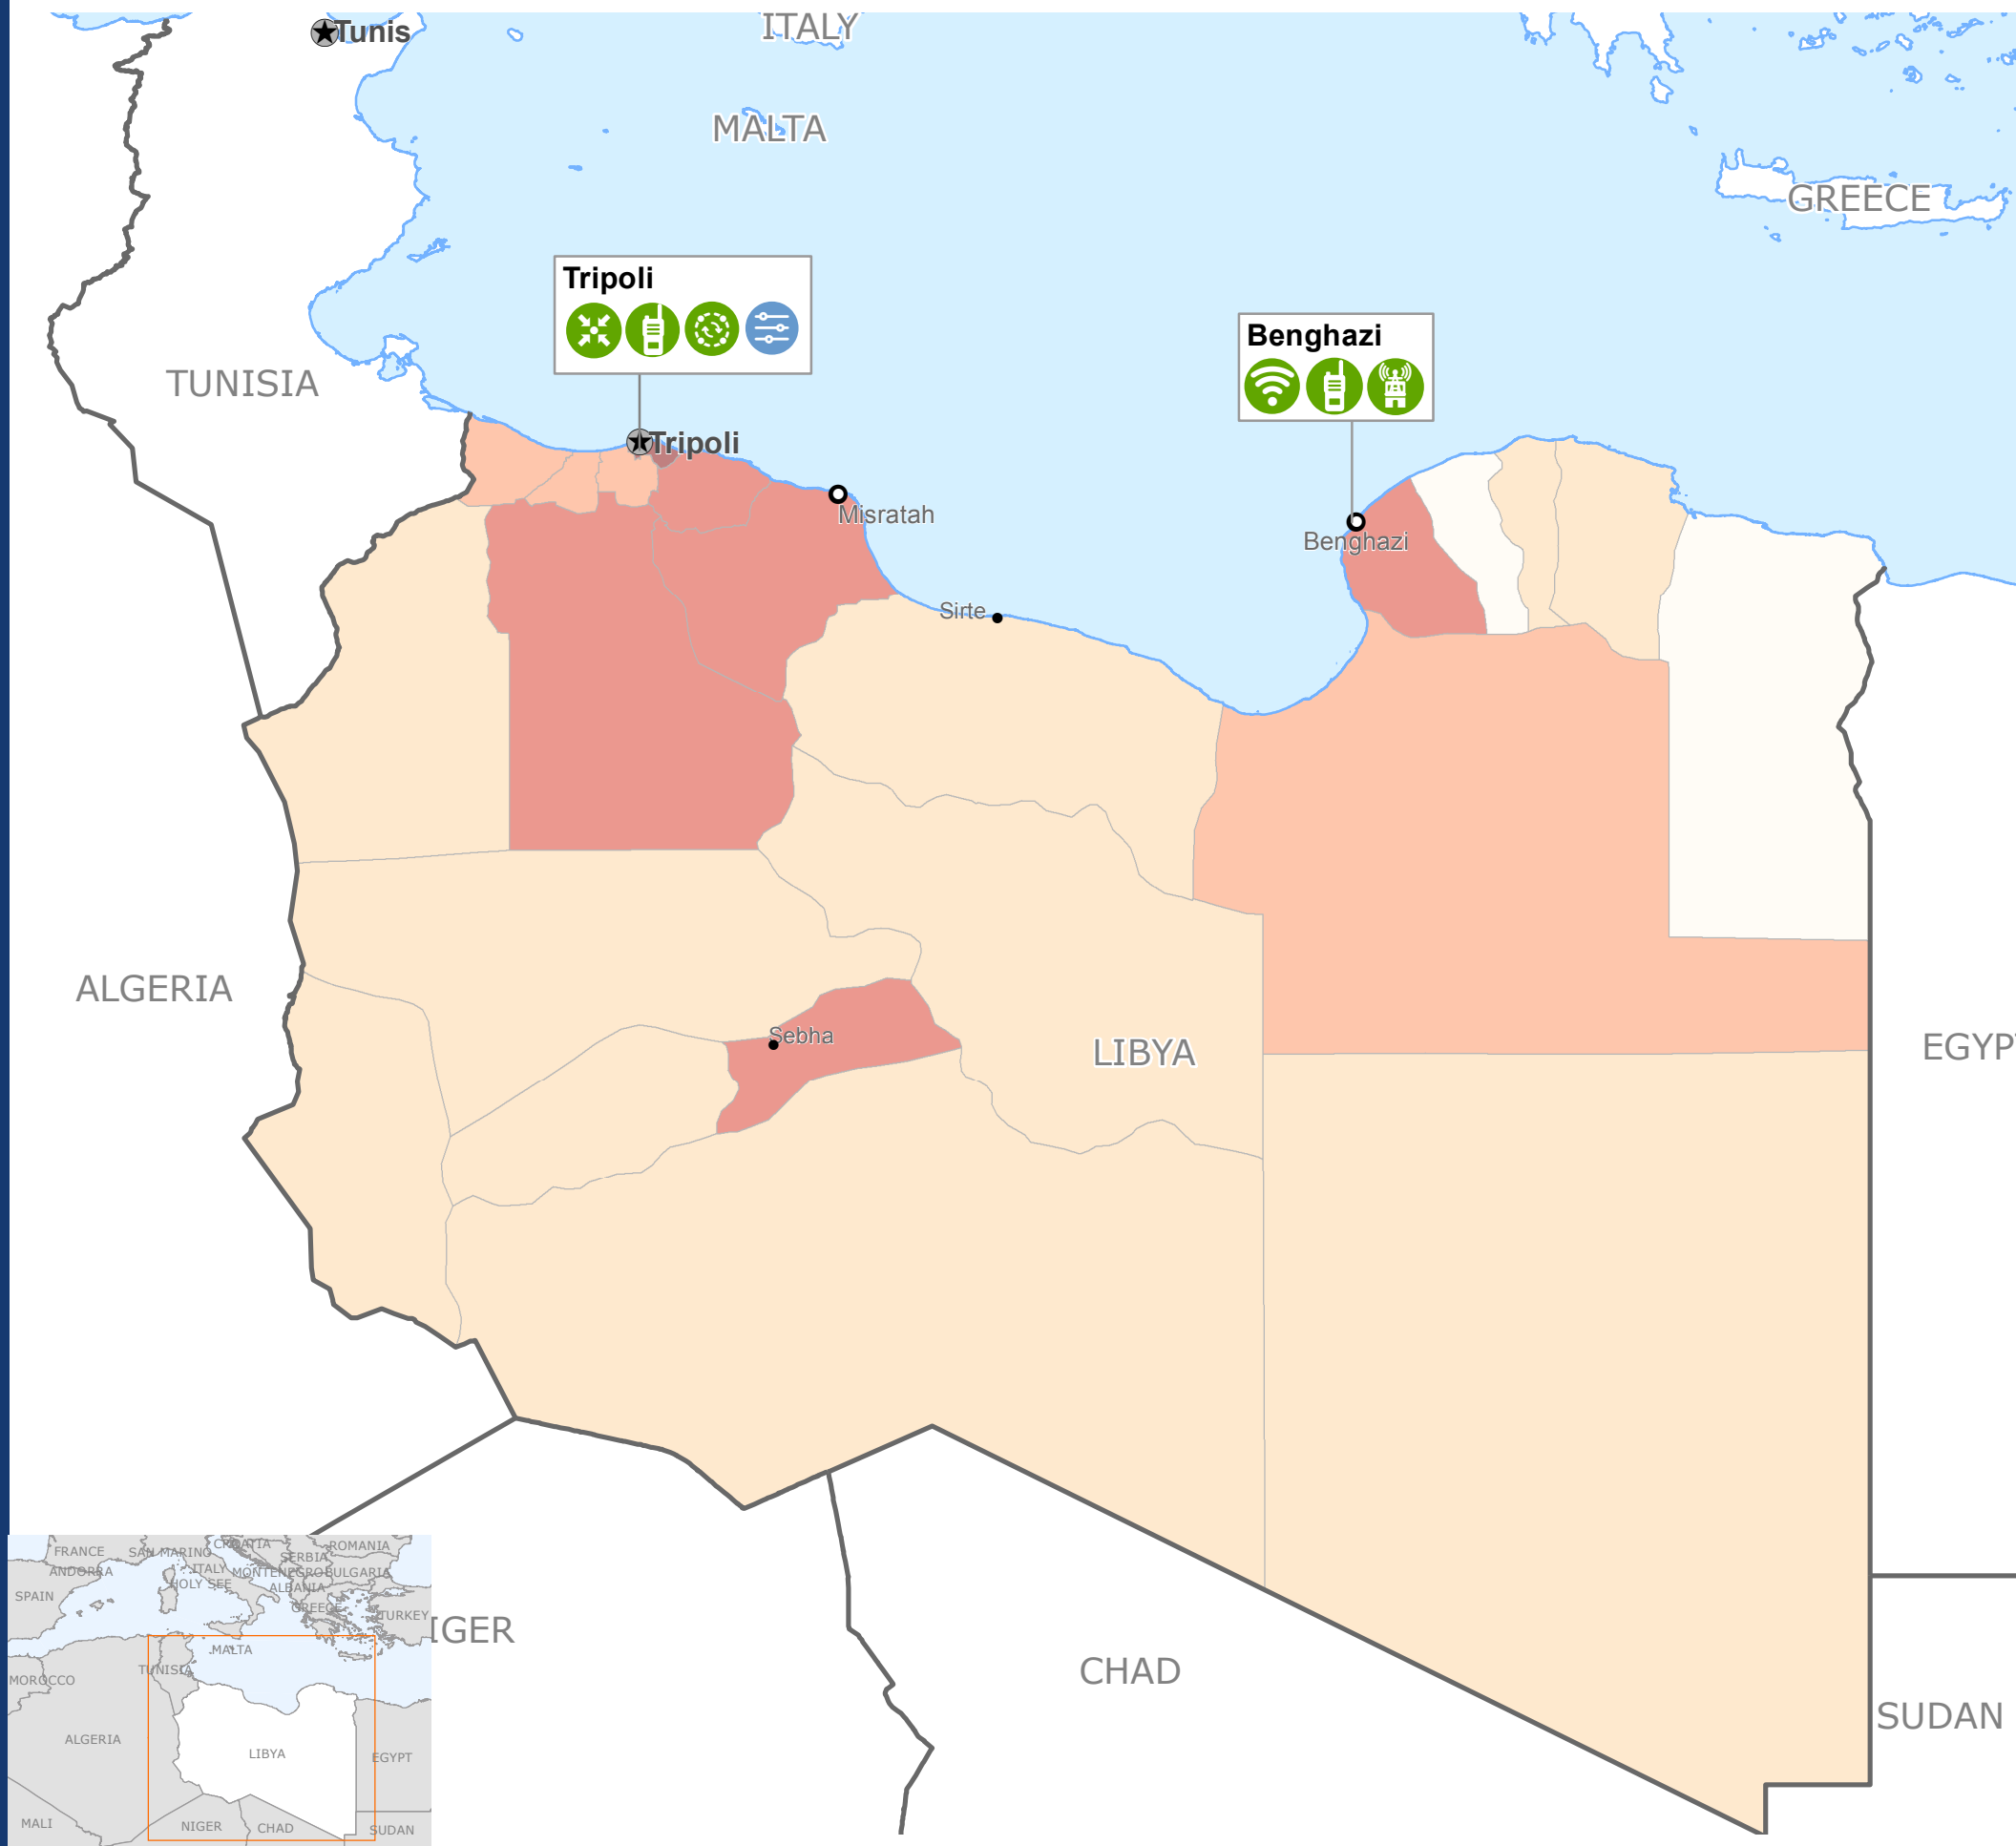 ITALY
Tunis
MALTA
GREECE
Tripoli
Benghazi
TUNISIA
Tripoli
Misratah
Benghazi
Sirte
ALGERIA
Sebha
LIBYA
EGYP
IGER
CHAD
SUDAN
FRANCE
SAN MARINO
CROATIA
ROMANIA
SERBIA
ANDORRA
ITALY
MONTENEGRO
BULGARIA
HOLY SEE
ALBANIA
SPAIN
GREECE
TURKEY
MALTA
TUNISIA
MOROCCO
ALGERIA
LIBYA
EGYPT
MALI
NIGER
CHAD
SUDAN